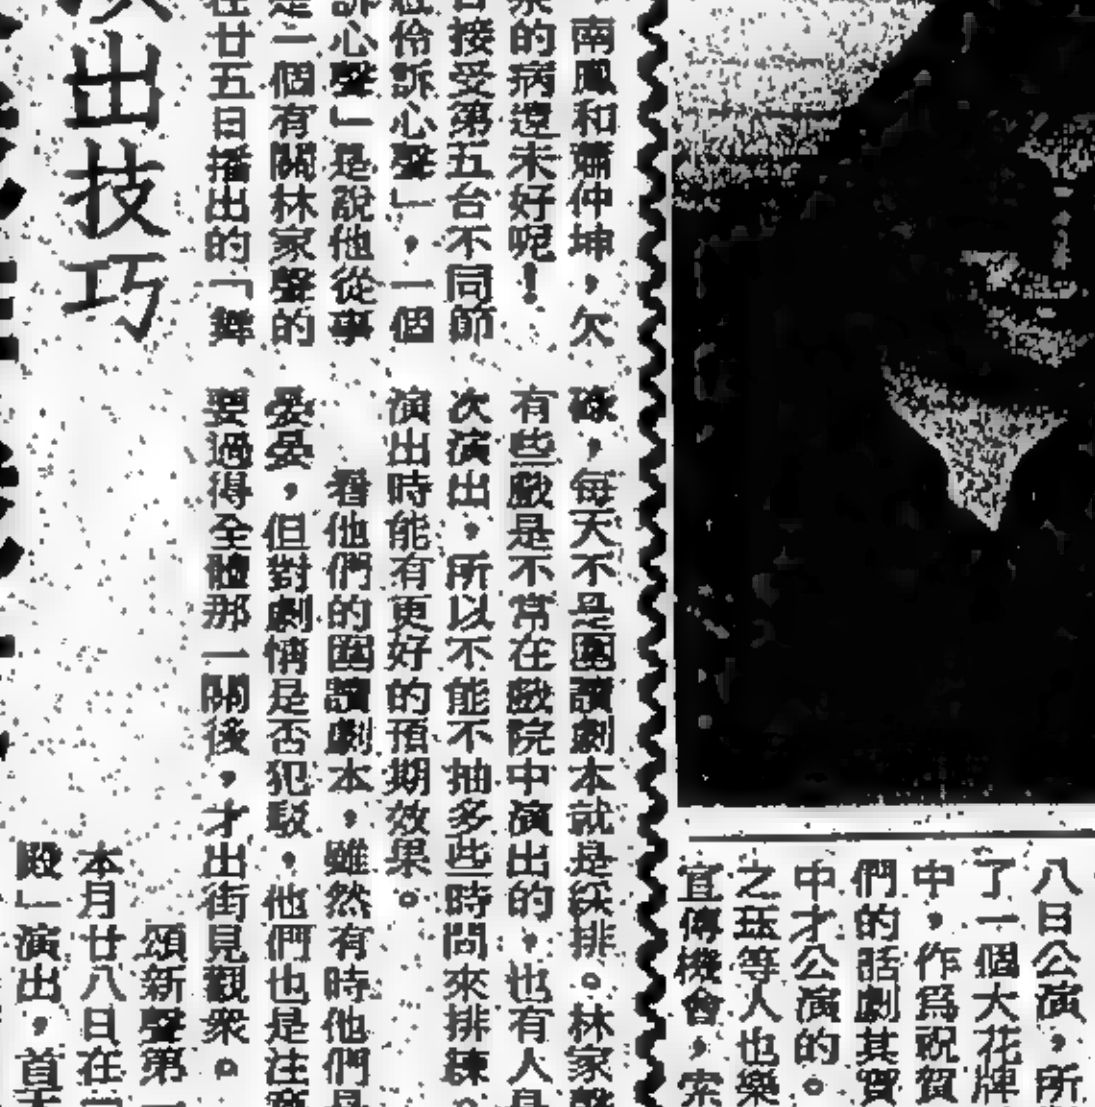 八日公演，所
了一個大花牌
中，作為祝賀
們的話劇其實
中才公演的。
之珏等人也樂
宣傳機會，索
南鳳和蕭仲坤，欠
的病還未好呢！
接受第五台不同節
伶訴心聲」，一個
訴心聲」是說他從事
是一個有關林家聲的
在廿五日播出的「舞
，每天不是圍讀劇本就是綵排。林家聲
有些戲是不常在戲院中演出的，也有人是
次演出，所以不能不抽多些時間來排練。
演出時能有更好的預期效果。
看他們的圍讀劇本，雖然有時他們是
晏晏，但對劇情是否犯駁，他們也是注意
要過得全體那一關後，才出街見觀衆。
演出技巧
頌新聲第一
本月廿八日在
殿」演出，首天